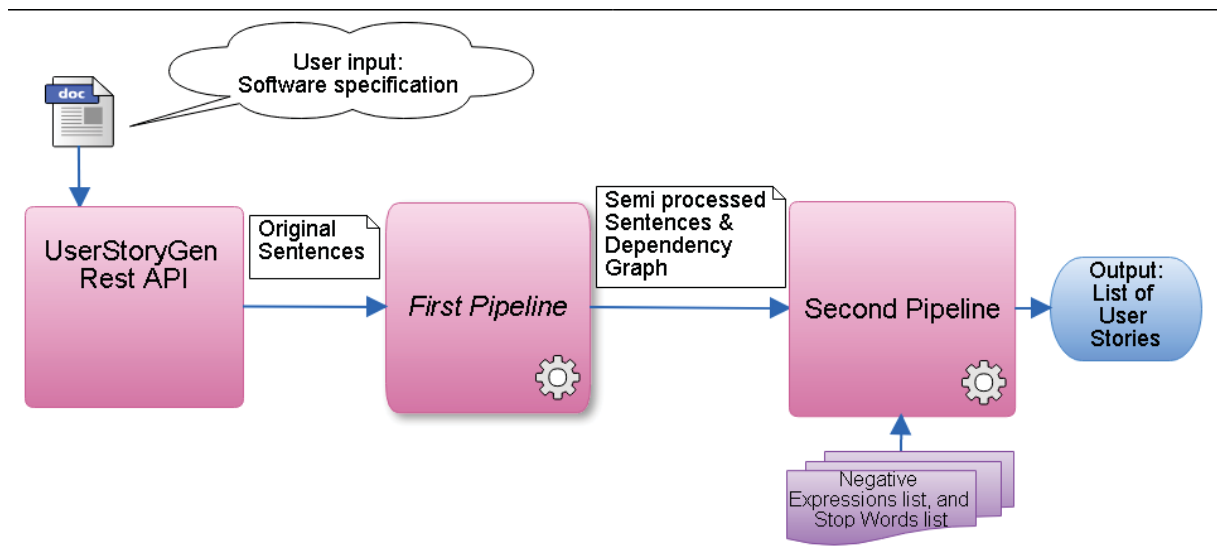 User input:
Software specification
doc
UserStoryGen
Rest API
Original
Sentences
First Pipeline
Semi processed
Sentences &
Dependency
Graph
Second Pipeline
Output:
List of
User
Stories
Negative
Expressions list, and
Stop Words list